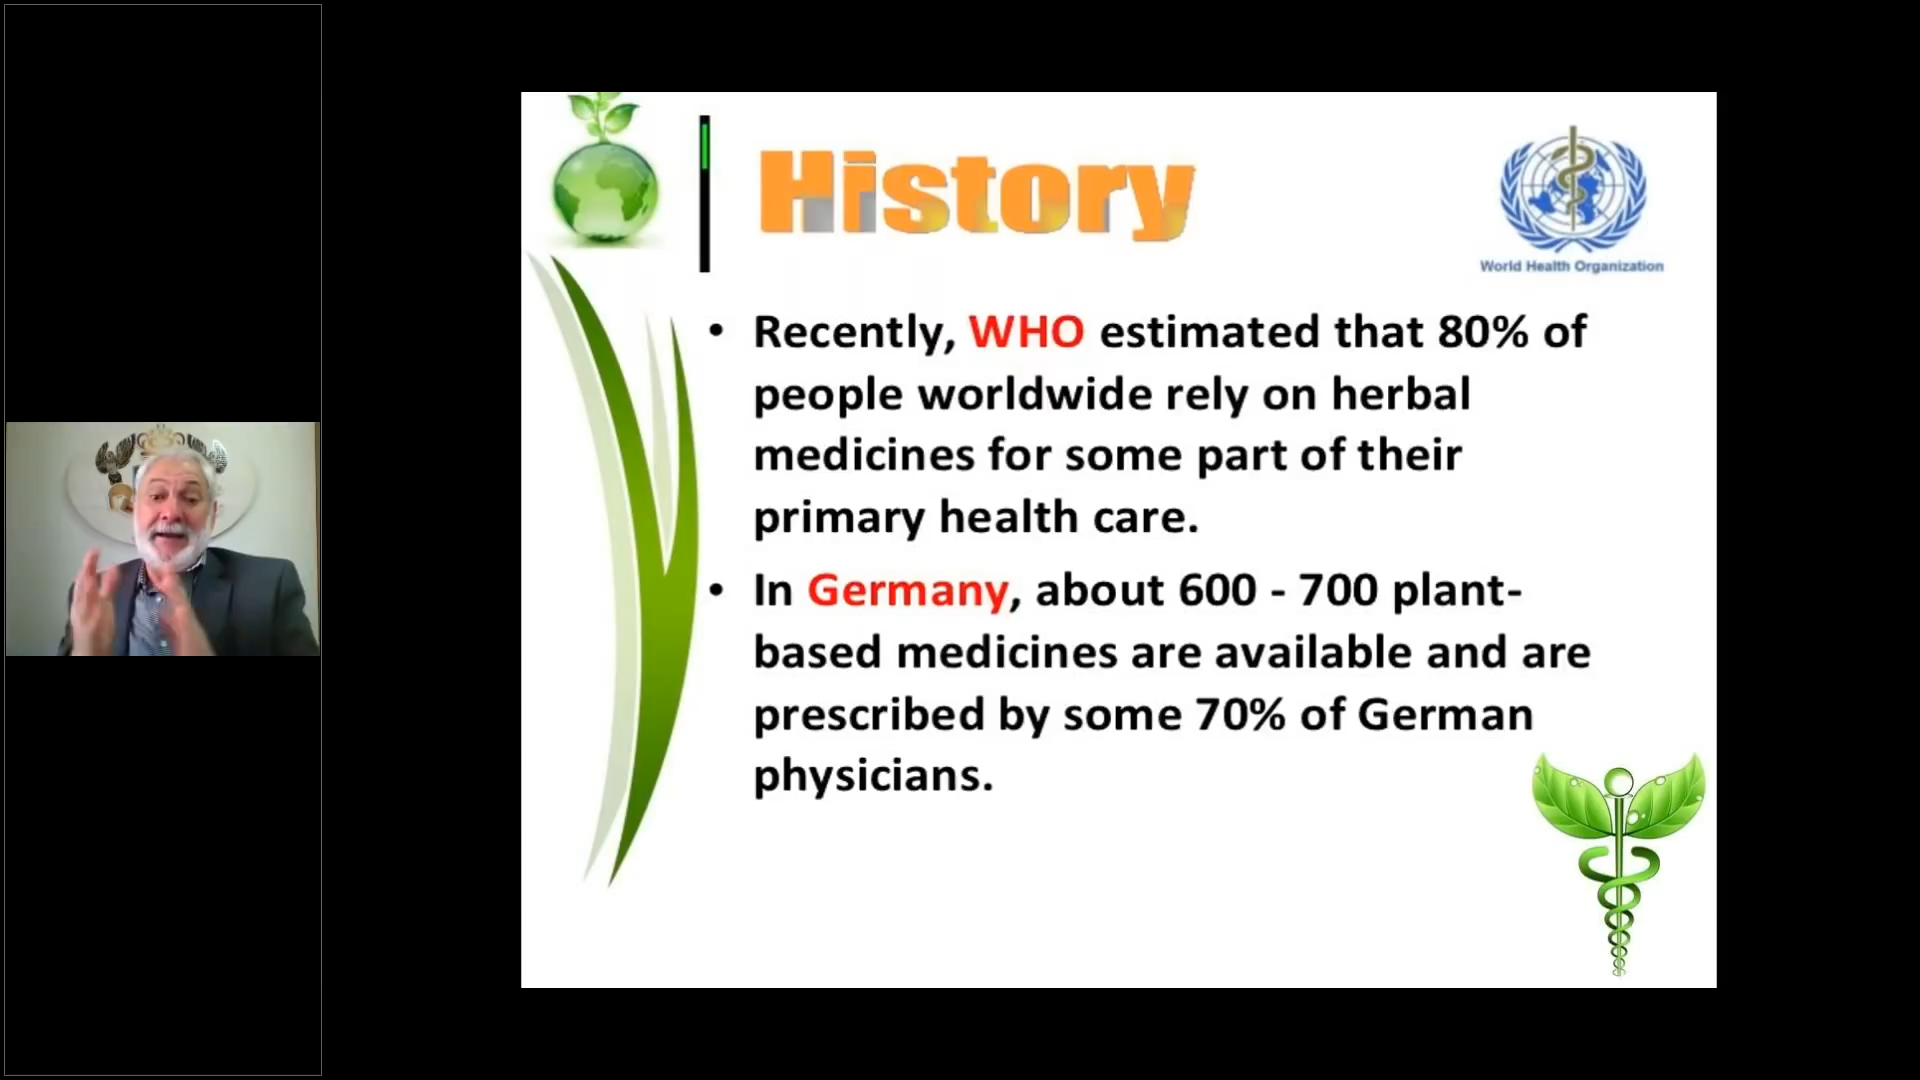 History
World Health Organization
• Recently, WHO estimated that 80% of
people worldwide rely on herbal
medicines for some part of their
primary health care.
• In Germany, about 600 - 700 plant-
based medicines are available and are
prescribed by some 70% of German
physicians.